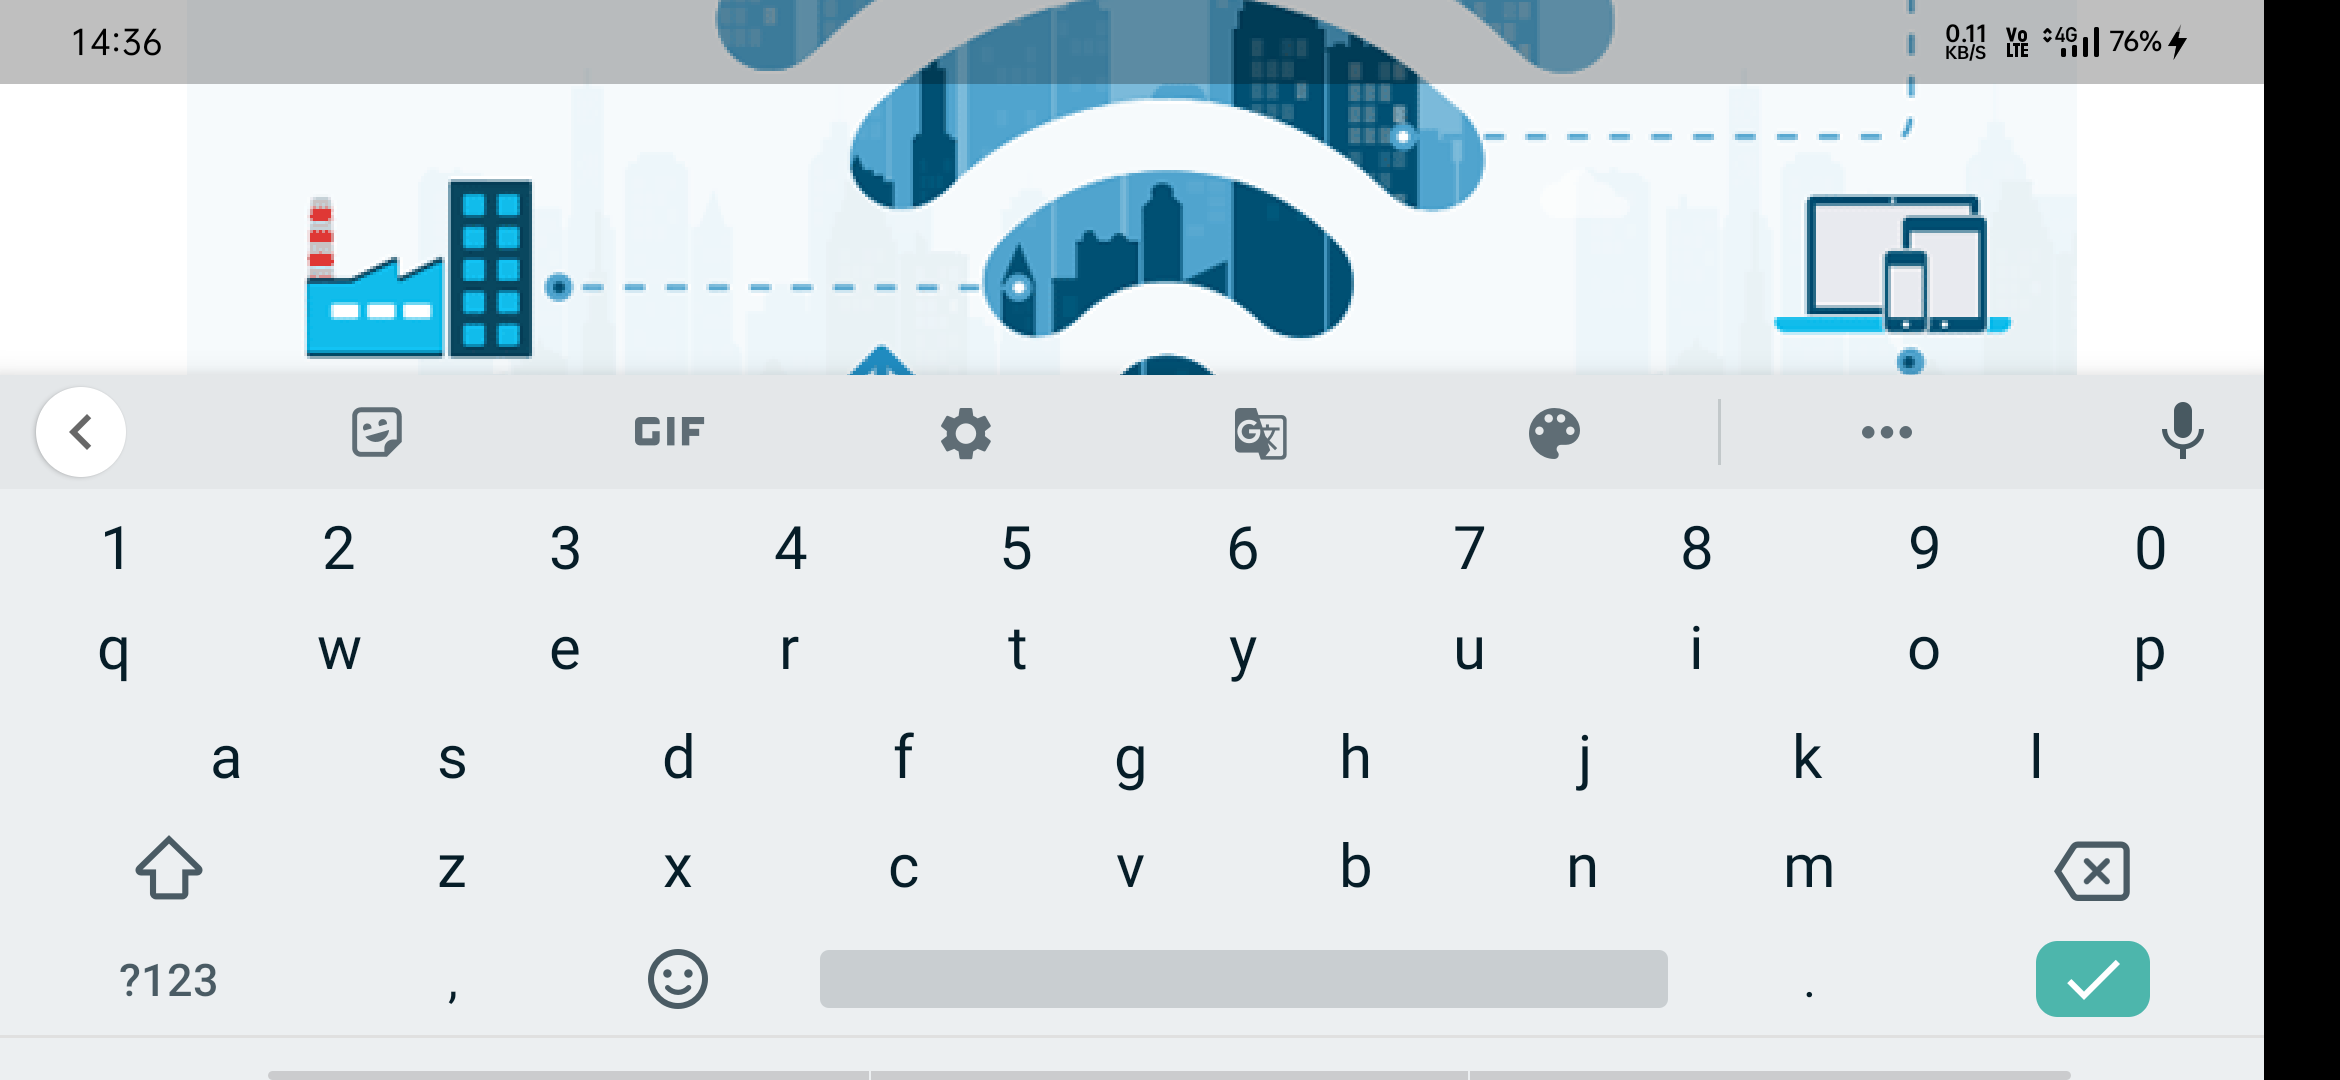 14:36 0.11 KB/S Vo LTE 4G 76%
GIF G
1 2 3 4 5 6 7 8 9 0
q w e r t y u i o p
a s d f g h j k l
z x c v b n m
?123 , .